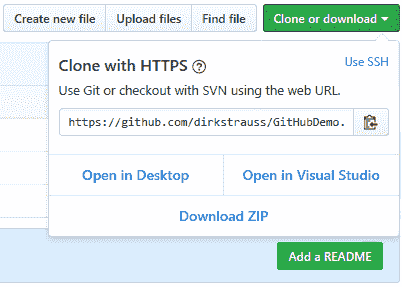 Create new file Upload files Find file Clone or download
Clone with HTTPS ? Use SSH
Use Git or checkout with SVN using the web URL.
https://github.com/dirkstrauss/GitHubDemo.
Open in Desktop Open in Visual Studio
Download ZIP
Add a README